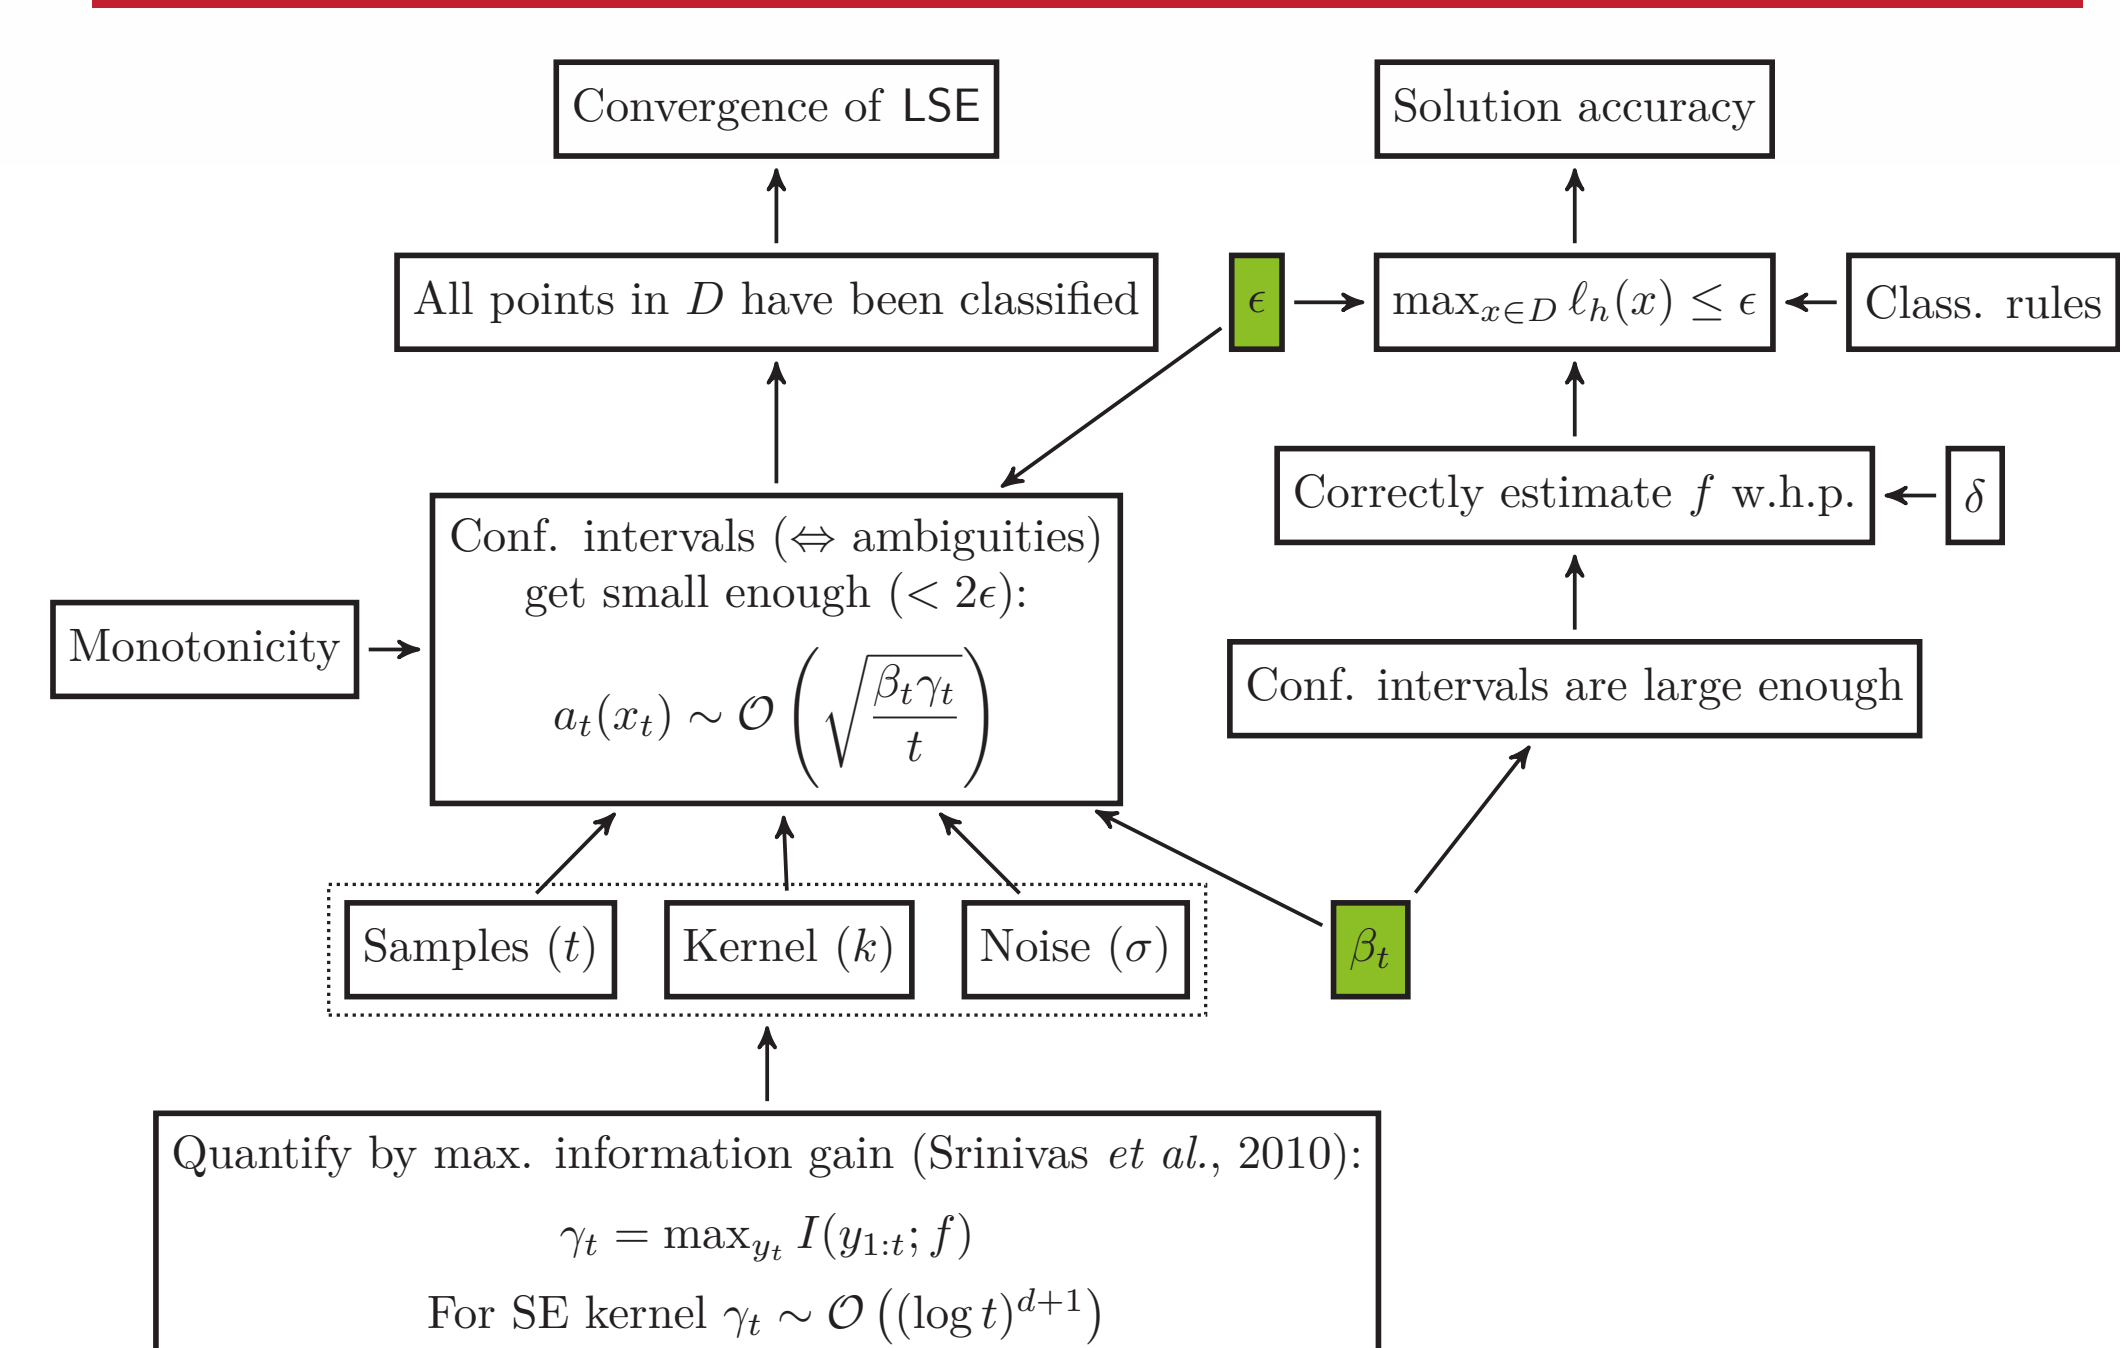 Convergence of LSE
Solution accuracy
All points in D have been classified
ϵ
max_{x∈D} ℓ_h(x) ≤ ϵ
Class. rules
Correctly estimate f w.h.p.
δ
Conf. intervals (⇔ ambiguities)
get small enough (< 2ϵ):
a_t(x_t) ∼ 𝒪(√(β_tγ_t/t))
Monotonicity
Conf. intervals are large enough
Samples (t)
Kernel (k)
Noise (σ)
β_t
Quantify by max. information gain (Srinivas et al., 2010):
γ_t = max_{y_t} I(y_{1:t}; f)
For SE kernel γ_t ∼ 𝒪((log t)^{d+1})